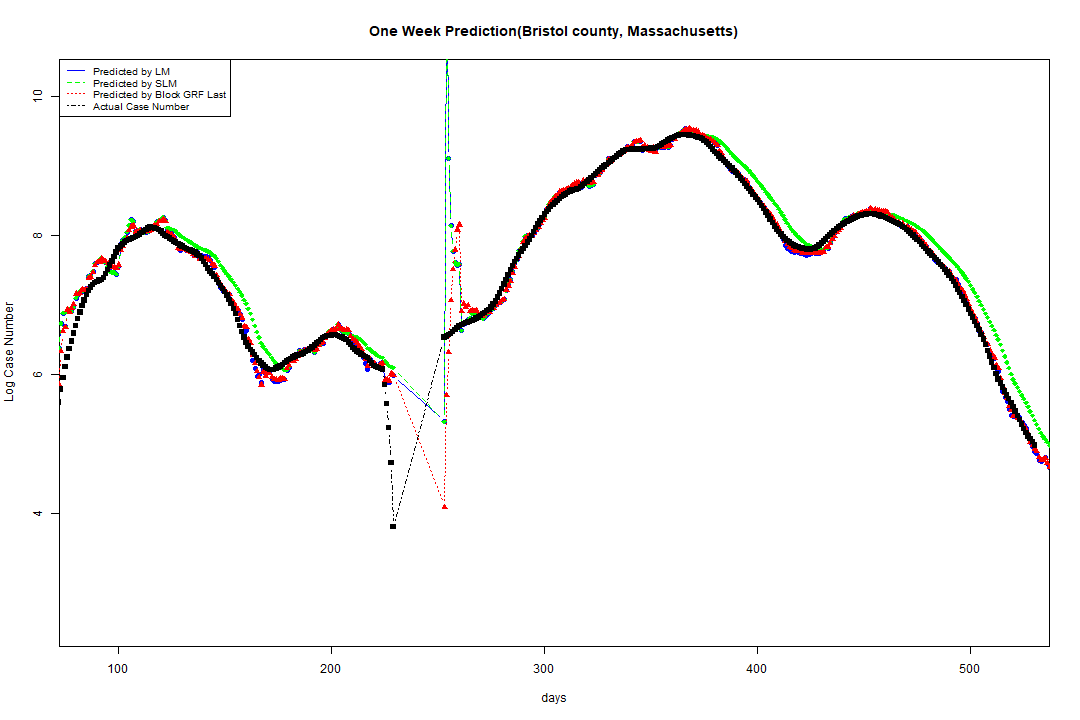 One Week Prediction(Bristol county, Massachusetts)
Predicted by LM
Predicted by SLM
Predicted by Block GRF Last
Actual Case Number
10
8
6
4
Log Case Number
100 200 300 400 500
days